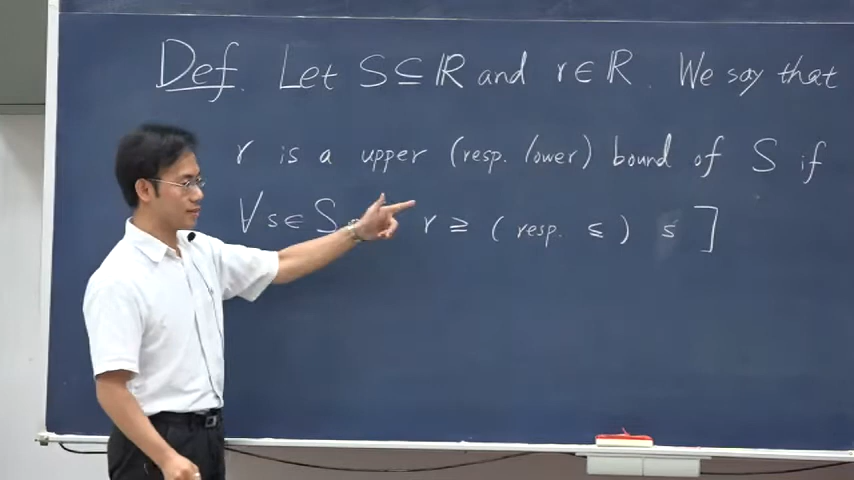 Def. Let S ⊆ ℝ and r ∈ ℝ. We say that
r is a upper (resp. lower) bound of S if
∀ s ∈ S r ≥ (resp. ≤) s ]